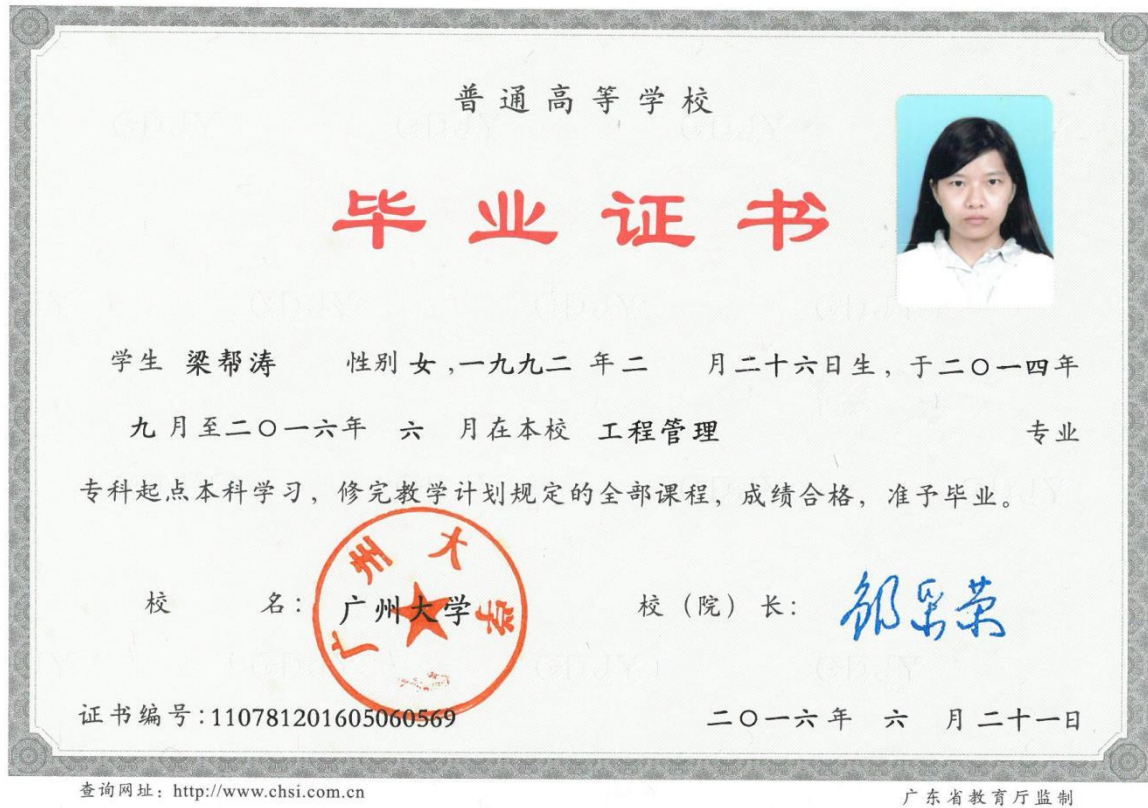 普通高等学校
毕业证书
学生 梁帮涛 性别 女 ,一九九二 年 二 月 二十六日生，于二〇一四年
九 月至二〇一六年 六 月在本校 工程管理 专业
专科起点本科学习，修完教学计划规定的全部课程，成绩合格，准予毕业。
校 名：广州大学 校（院）长：
广州大学
证书编号:110781201605060569 二〇一六年 六 月二十一日
查询网址：http://www.chsi.com.cn 广东省教育厅监制